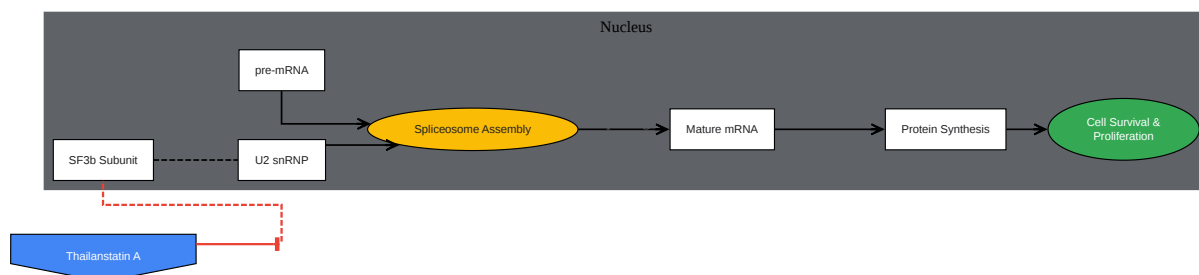 Nucleus
pre-mRNA
Spliceosome Assembly
Mature mRNA
Protein Synthesis
Cell Survival &
Proliferation
SF3b Subunit
U2 snRNP
Thailanstatin A